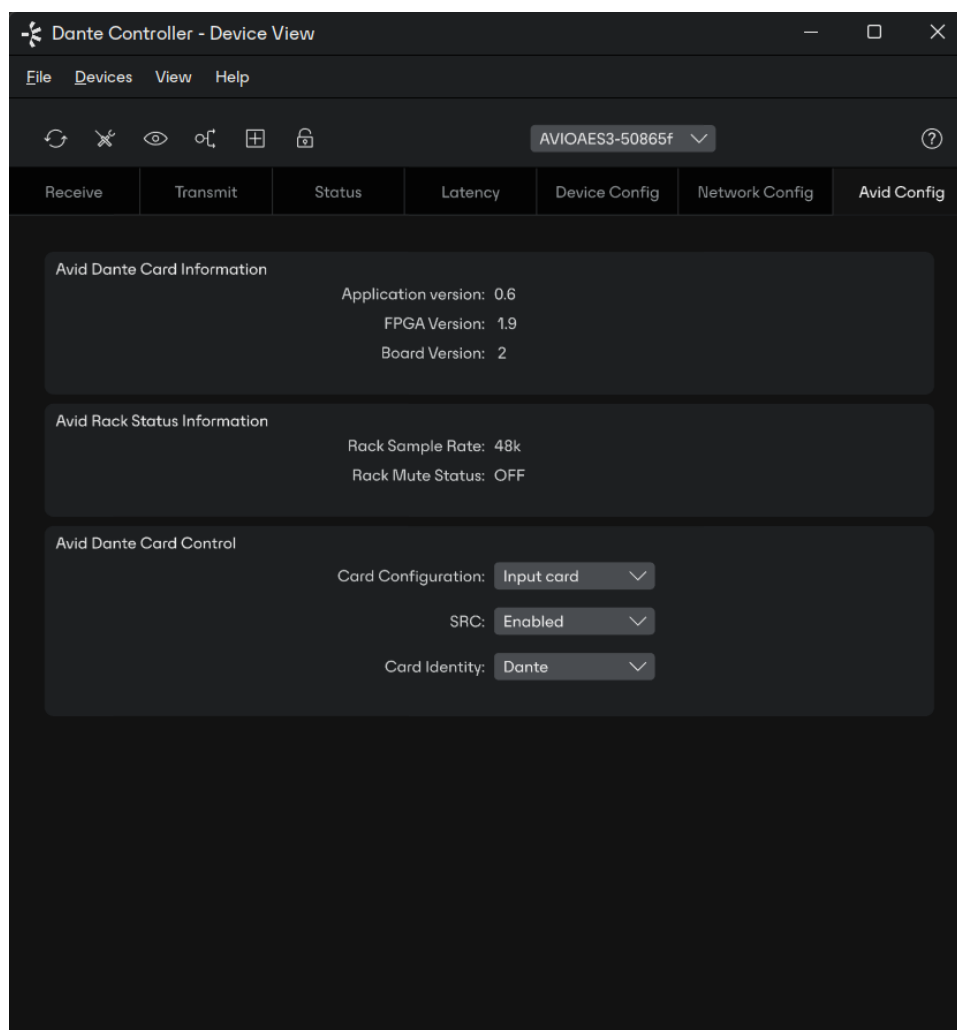 Dante Controller - Device View
File Devices View Help
AVIOAES3-50865f
Receive Transmit Status Latency Device Config Network Config Avid Config
Avid Dante Card Information
Application version: 0.6
FPGA Version: 1.9
Board Version: 2
Avid Rack Status Information
Rack Sample Rate: 48k
Rack Mute Status: OFF
Avid Dante Card Control
Card Configuration: Input card
SRC: Enabled
Card Identity: Dante